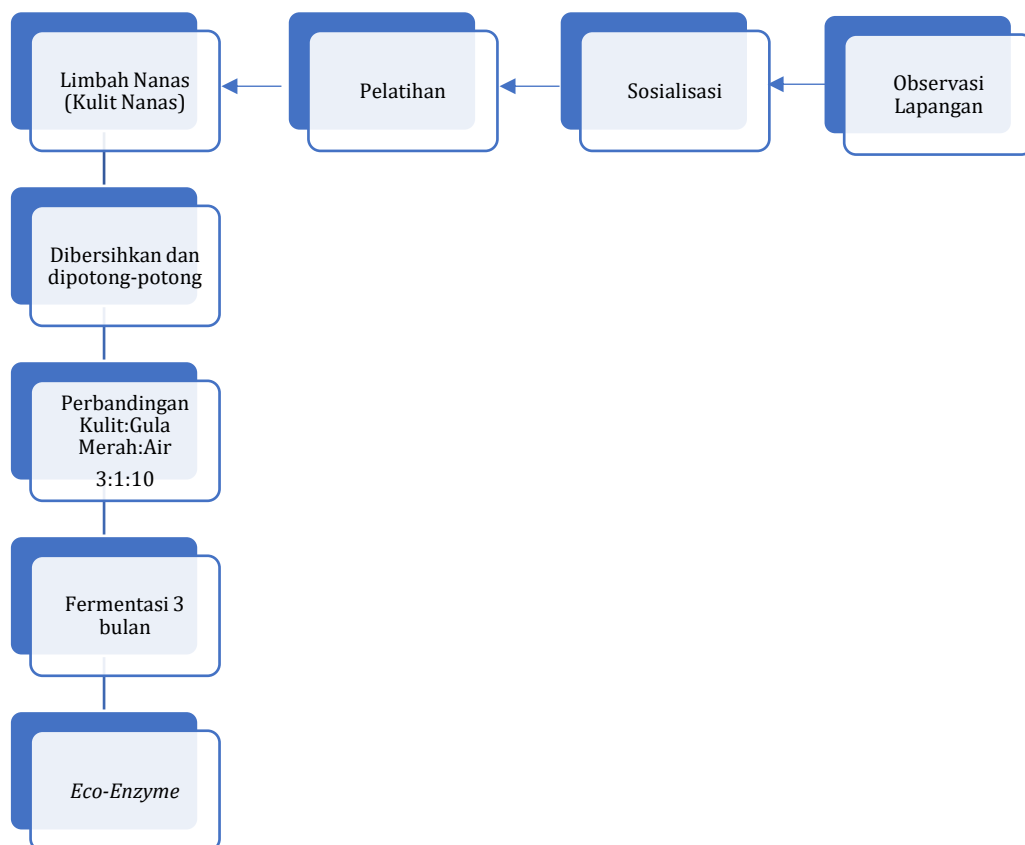 Limbah Nanas
(Kulit Nanas)
Pelatihan
Sosialisasi
Observasi
Lapangan
Dibersihkan dan
dipotong-potong
Perbandingan
Kulit:Gula
Merah:Air
3:1:10
Fermentasi 3
bulan
Eco-Enzyme